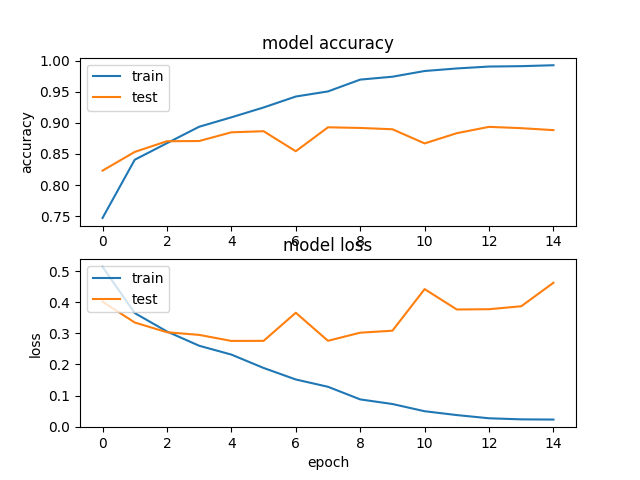 model accuracy
train
test
accuracy
1.00
0.95
0.90
0.85
0.80
0.75
0 2 4 6 8 10 12 14
model loss
train
test
loss
0.5
0.4
0.3
0.2
0.1
0.0
0 2 4 6 8 10 12 14
epoch